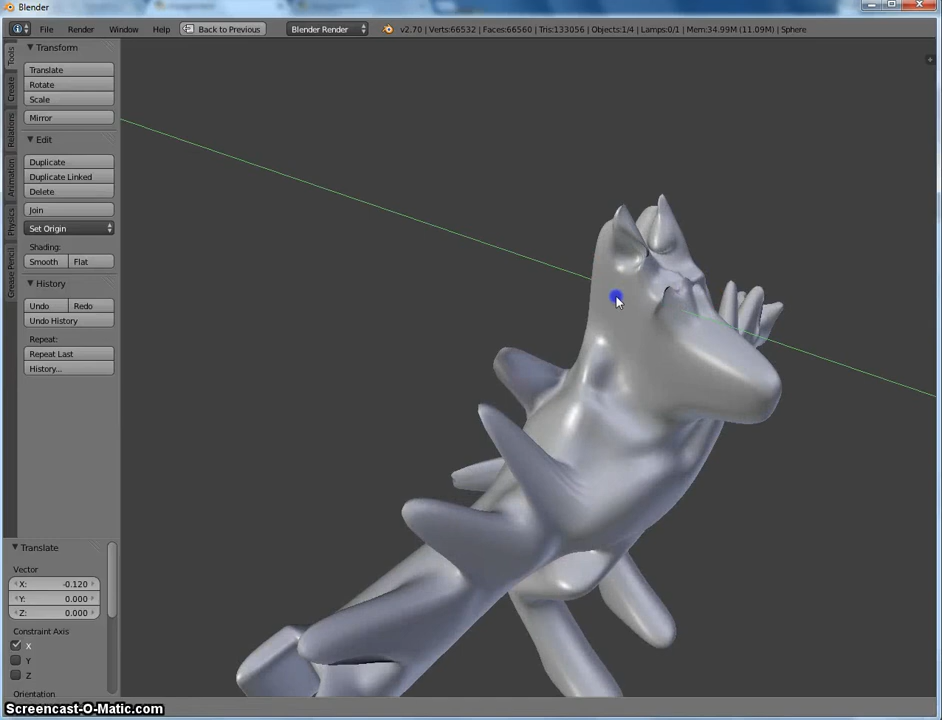 Blender
File Render Window Help Back to Previous Blender Render v2.70 | Verts:66532 | Faces:66560 | Tris:133056 | Objects:1/4 | Lamps:0/1 | Mem:34.99M (11.09M) | Sphere
Tools
Create
Relations
Animation
Physics
Grease Pencil
Transform
Translate
Rotate
Scale
Mirror
Edit
Duplicate
Duplicate Linked
Delete
Join
Set Origin
Shading:
Smooth Flat
History
Undo Redo
Undo History
Repeat:
Repeat Last
History...
Translate
Vector
X: -0.120
Y: 0.000
Z: 0.000
Constraint Axis
X
Y
Z
Orientation
Screencast-O-Matic.com